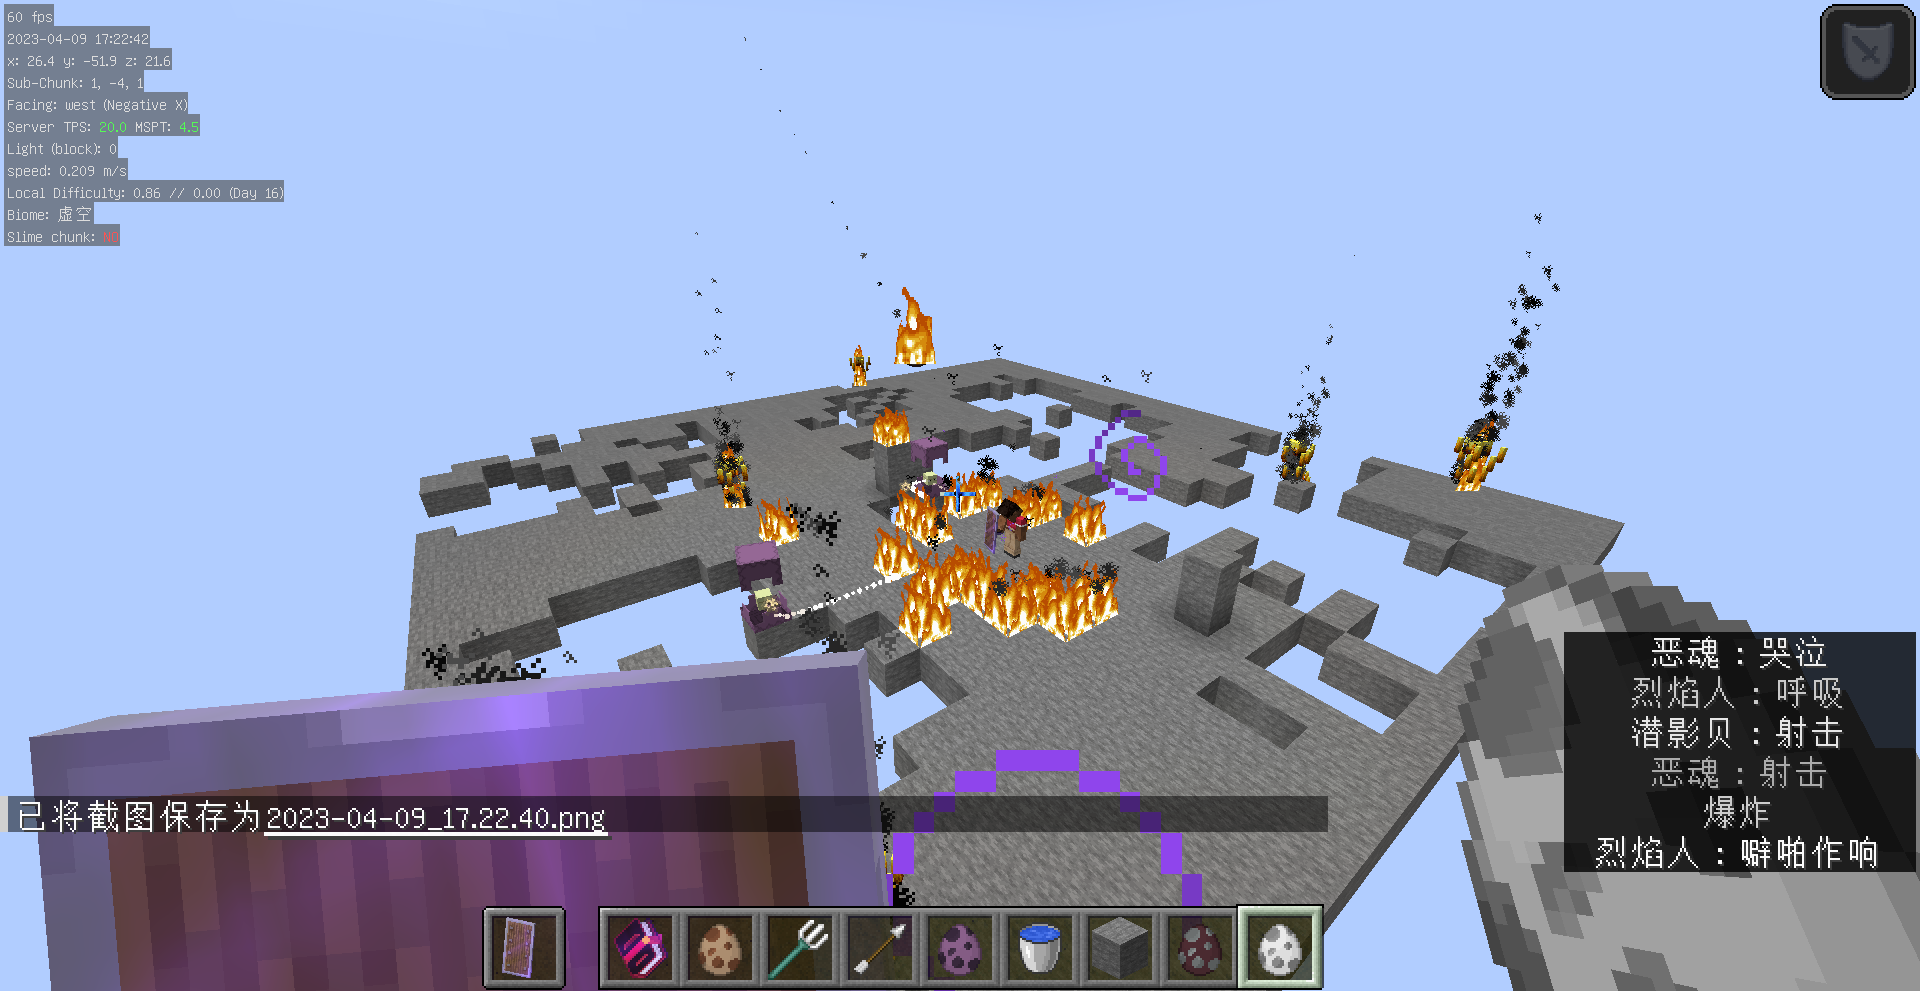 60 fps
2023-04-09 17:22:42
x: 26.4 y: -51.9 z: 21.6
Sub-Chunk: 1, -4, 1
Facing: west (Negative X)
Server TPS: 20.0 MSPT: 4.5
Light (block): 0
speed: 0.209 m/s
Local Difficulty: 0.86 // 0.00 (Day 16)
Biome: 虚空
Slime chunk: NO
恶魂：哭泣
烈焰人：呼吸
潜影贝：射击
恶魂：射击
爆炸
烈焰人：噼啪作响
已将截图保存为2023-04-09_17.22.40.png